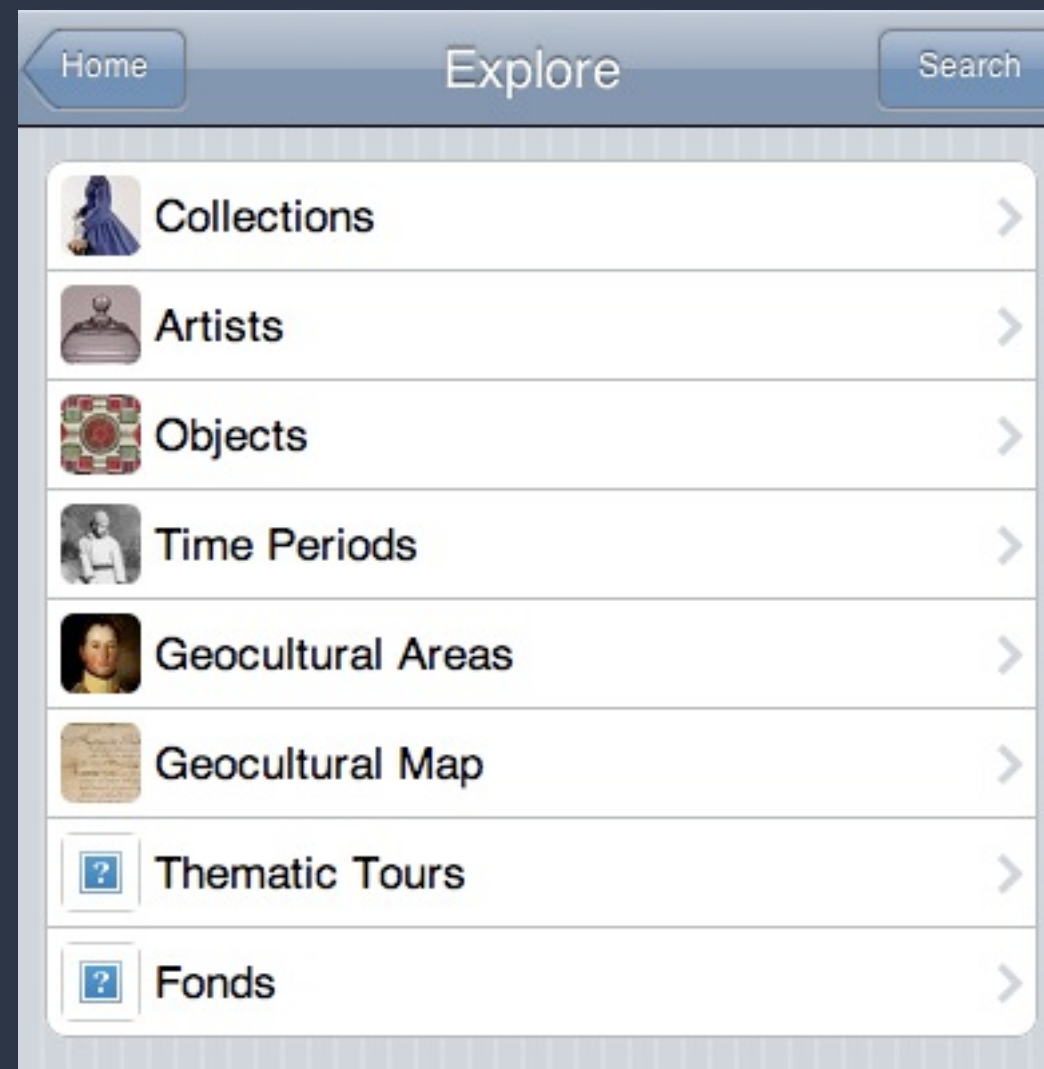 Home Explore Search
Collections
Artists
Objects
Time Periods
Geocultural Areas
Geocultural Map
?
Thematic Tours
?
Fonds